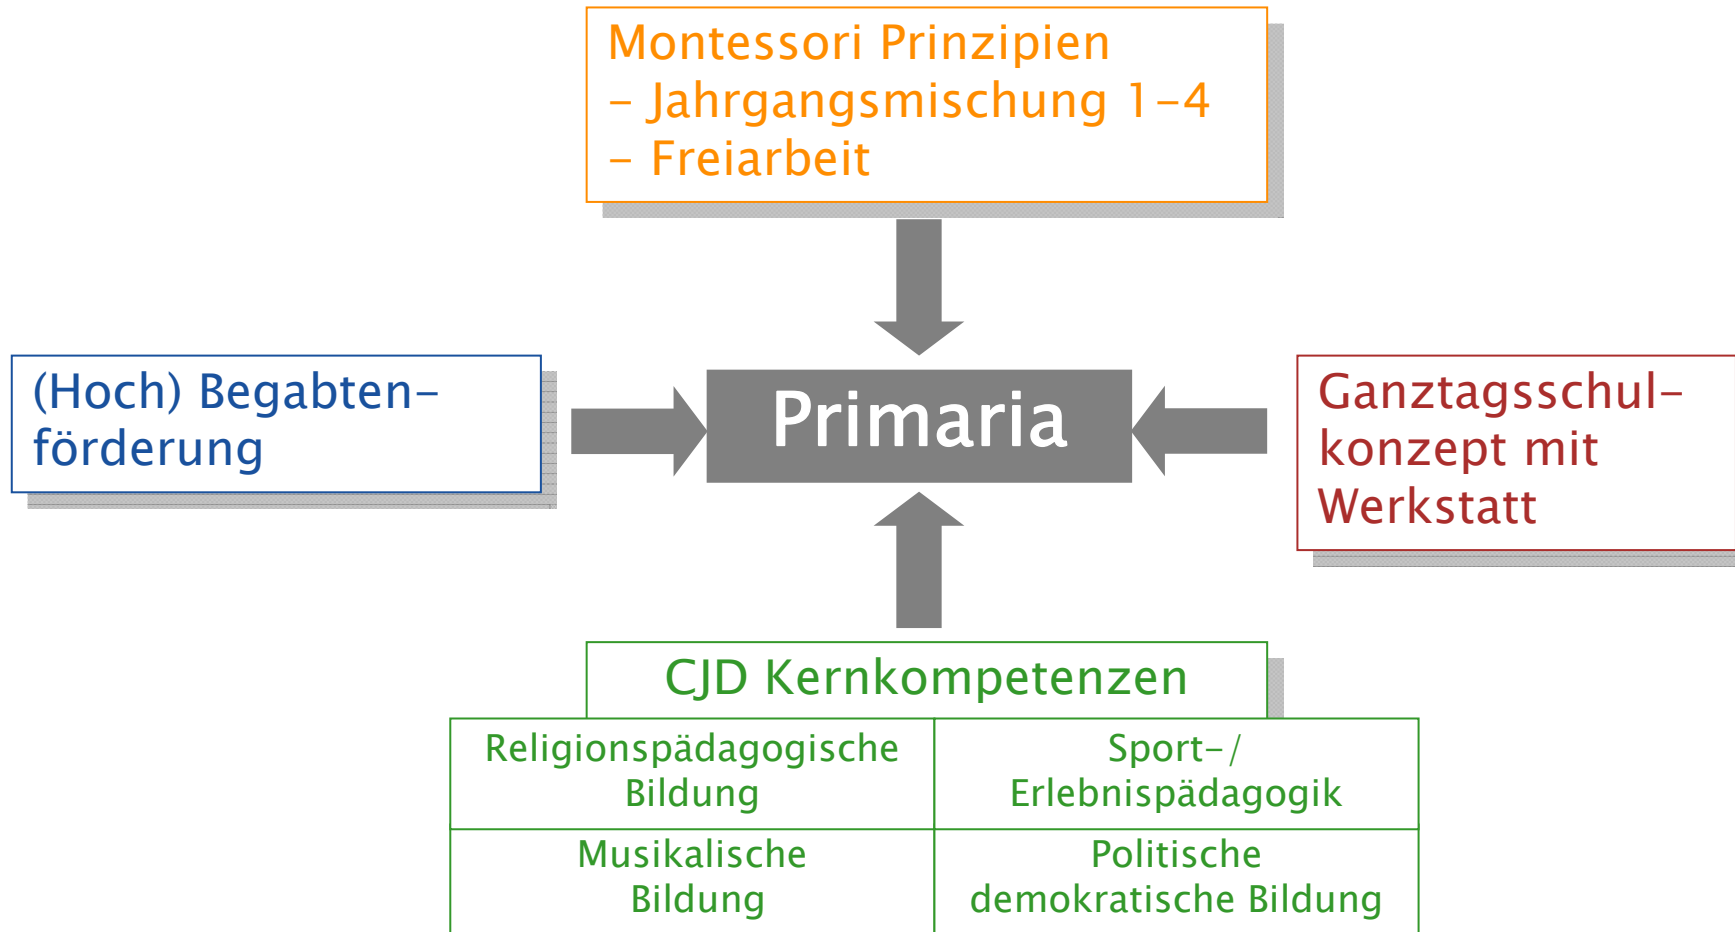 Montessori Prinzipien
- Jahrgangsmischung 1-4
- Freiarbeit
(Hoch) Begabten-
förderung
Primaria
Ganztagsschul-
konzept mit
Werkstatt
CJD Kernkompetenzen
Religionspädagogische
Bildung
Sport-/
Erlebnispädagogik
Musikalische
Bildung
Politische
demokratische Bildung